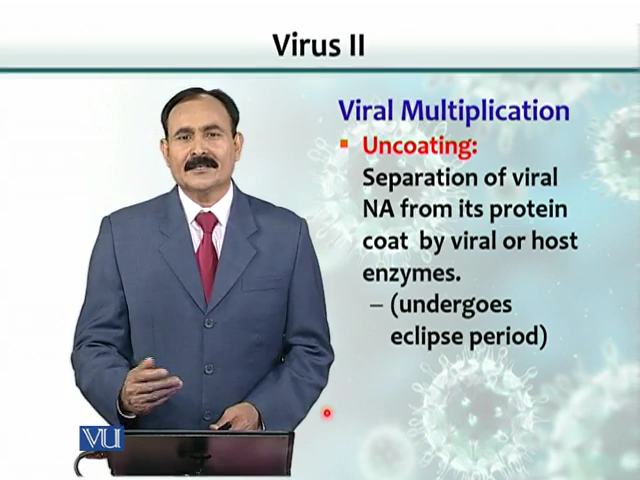 Virus II
Viral Multiplication
Uncoating:
Separation of viral
NA from its protein
coat by viral or host
enzymes.
– (undergoes
eclipse period)
VU